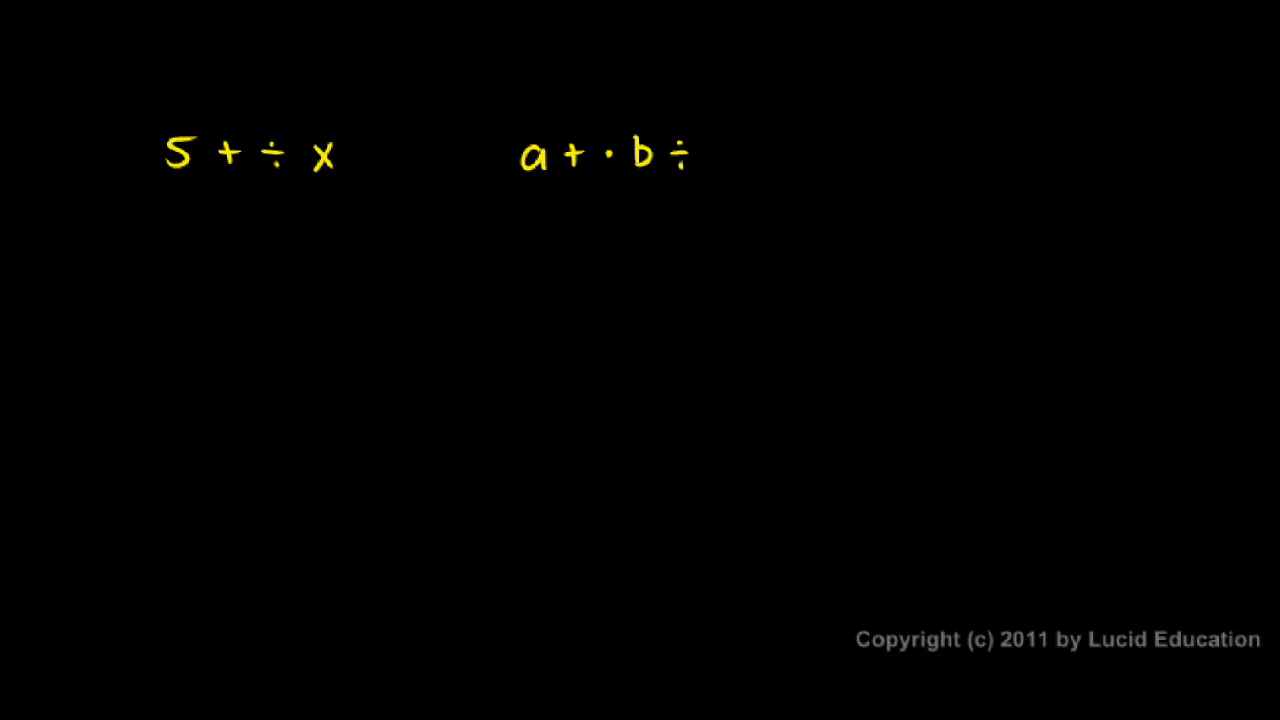 5 + ÷ x a + · b ÷
Copyright (c) 2011 by Lucid Education